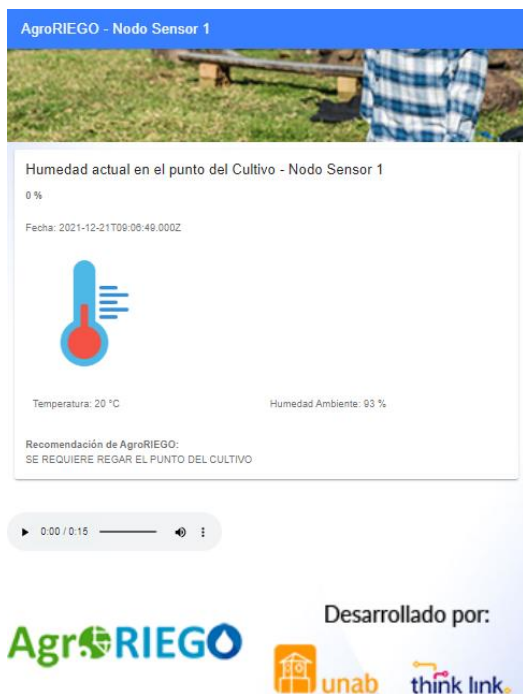 AgroRIEGO - Nodo Sensor 1
Humedad actual en el punto del Cultivo - Nodo Sensor 1
0 %
Fecha: 2021-12-21T09:06:49.000Z
Temperatura: 20 °C
Humedad Ambiente: 93 %
Recomendación de AgroRIEGO:
SE REQUIERE REGAR EL PUNTO DEL CULTIVO
0:00 / 0:15
Desarrollado por:
AgroRIEGO
unab
think link